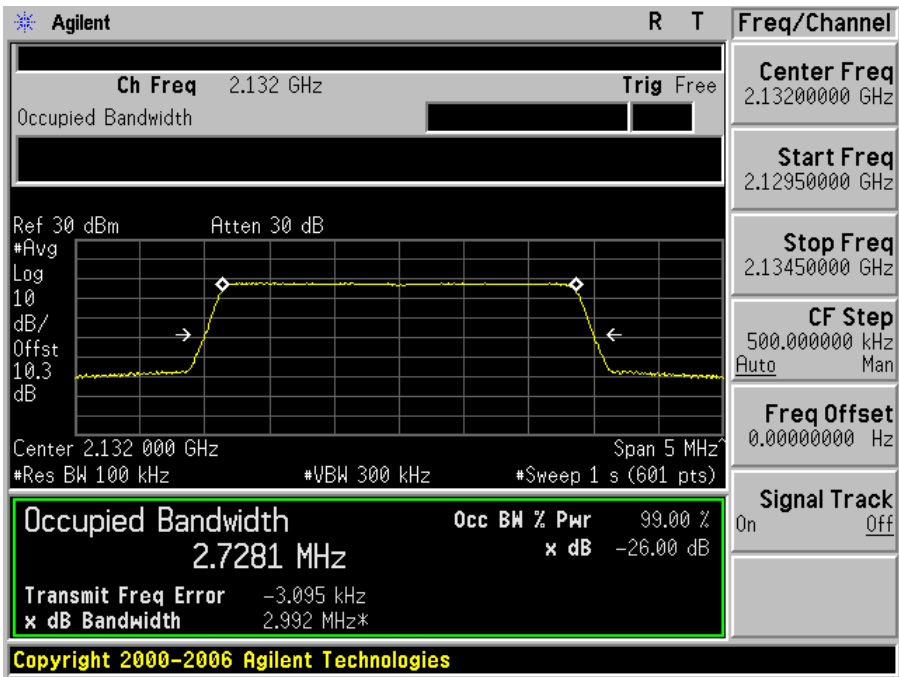 Agilent R T
Freq/Channel
Ch Freq 2.132 GHz Trig Free
Occupied Bandwidth
Center Freq
2.13200000 GHz
Start Freq
2.12950000 GHz
Stop Freq
2.13450000 GHz
CF Step
500.000000 kHz
Auto Man
Freq Offset
0.00000000 Hz
Signal Track
On Off
Ref 30 dBm Atten 30 dB
#Avg
Log
10
dB/
Offst
10.3
dB
Center 2.132 000 GHz Span 5 MHz^
#Res BW 100 kHz #VBW 300 kHz #Sweep 1 s (601 pts)
Occupied Bandwidth
2.7281 MHz
Occ BW % Pwr 99.00 %
x dB -26.00 dB
Transmit Freq Error -3.095 kHz
x dB Bandwidth 2.992 MHz*
Copyright 2000-2006 Agilent Technologies